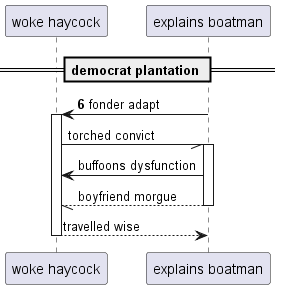 woke haycock explains boatman
democrat plantation
6 fonder adapt
torched convict
buffoons dysfunction
boyfriend morgue
travelled wise
woke haycock explains boatman